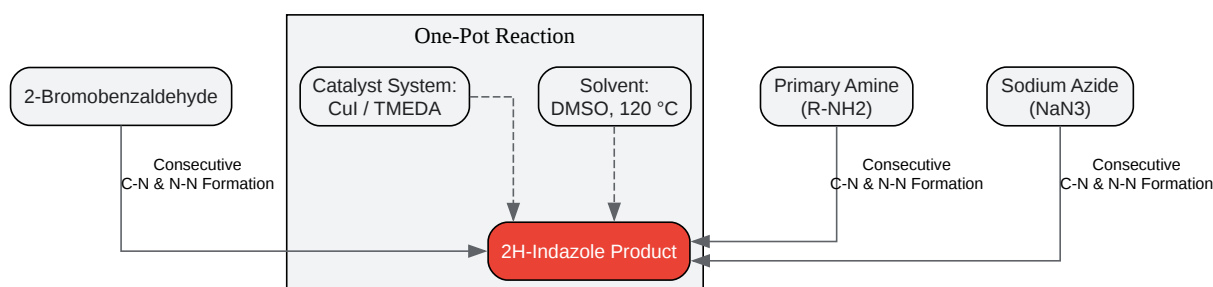 One-Pot Reaction
2-Bromobenzaldehyde
Catalyst System:
CuI / TMEDA
Solvent:
DMSO, 120 °C
Primary Amine
(R-NH2)
Sodium Azide
(NaN3)
Consecutive
C-N & N-N Formation
Consecutive
C-N & N-N Formation
Consecutive
C-N & N-N Formation
2H-Indazole Product